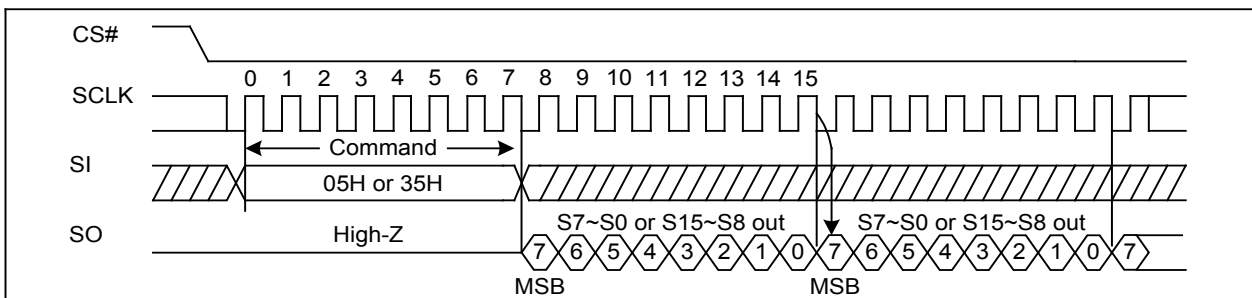 CS#
0 1 2 3 4 5 6 7 8 9 10 11 12 13 14 15
SCLK
Command
SI
05H or 35H
S7~S0 or S15~S8 out S7~S0 or S15~S8 out
SO
High-Z
7 6 5 4 3 2 1 0 7 6 5 4 3 2 1 0 7
MSB MSB